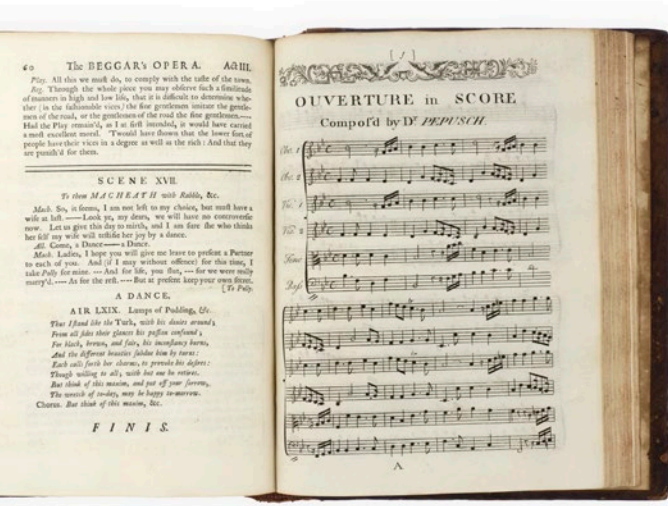 60 The BEGGAR's OPERA. Act III.
Play. All this we must do, to comply with the taste of the town.
Beg. Through the whole piece you may observe such a similitude
of manners in high and low life, that it is difficult to determine whe-
ther (in the fashionable vices) the fine gentlemen imitate the gentle-
men of the road, or the gentlemen of the road the fine gentlemen.----
Had the Play remain'd, as I at first intended, it would have carried
a most excellent moral. 'Twould have shown that the lower sort of
people have their vices in a degree as well as the rich: And that they
are punish'd for them.
SCENE XVII.
To them MACHEATH with Rabble, &c.
Mach. So, it seems, I am not left to my choice, but must have a
wife at last. —— Look ye, my dears, we will have no controversie
now. Let us give this day to mirth, and I am sure she who thinks
her self my wife will testifie her joy by a dance.
All. Come, a Dance —— a Dance.
Mach. Ladies, I hope you will give me leave to present a Partner
to each of you. And (if I may without offence) for this time, I
take Polly for mine. --- And for life, you slut, --- for we were really
marry'd. ---- As for the rest. ---- But at present keep your own secret.
[To Polly.
A DANCE.
AIR LXIX. Lumps of Pudding, &c.
Thus I stand like the Turk, with his doxies around;
From all sides their glances his passion confound;
For black, brown, and fair, his inconstancy burns,
And the different beauties subdue him by turns:
Each calls forth her charms, to provoke his desires:
Though willing to all; with but one he retires.
But think of this maxim, and put off your sorrow,
The wretch of to-day, may be happy to-morrow.
Chorus. But think of this maxim, &c.
FINIS.
[1]
OUVERTURE in SCORE
Compos'd by Dr. PEPUSCH.
Obo. 1
Obo. 2
Vio. 1
Vio. 2
Tenor
Bass
A